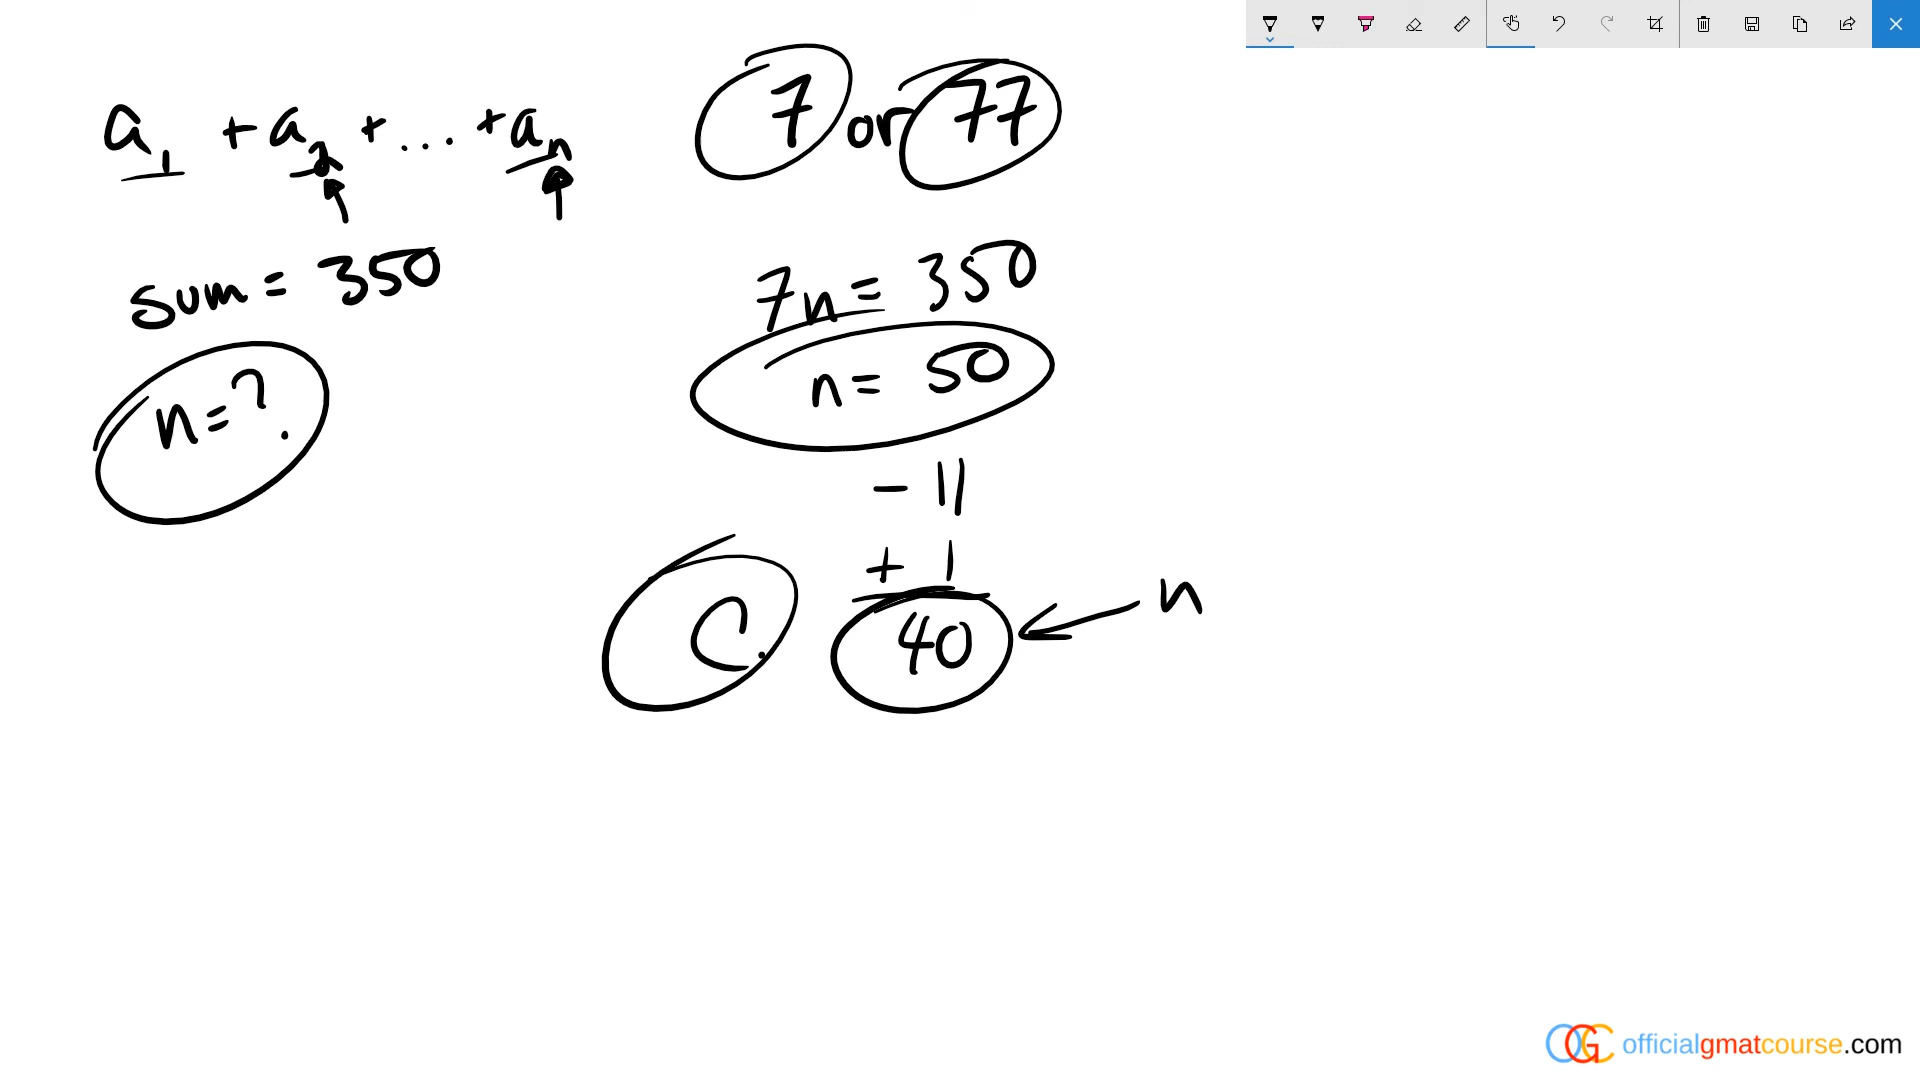 a₁ + a₂ + ... + aₙ
sum = 350
n = ?
7 or 77
7n = 350
n = 50
- 11
+ 1
40
n
C.
officialgmatcourse.com